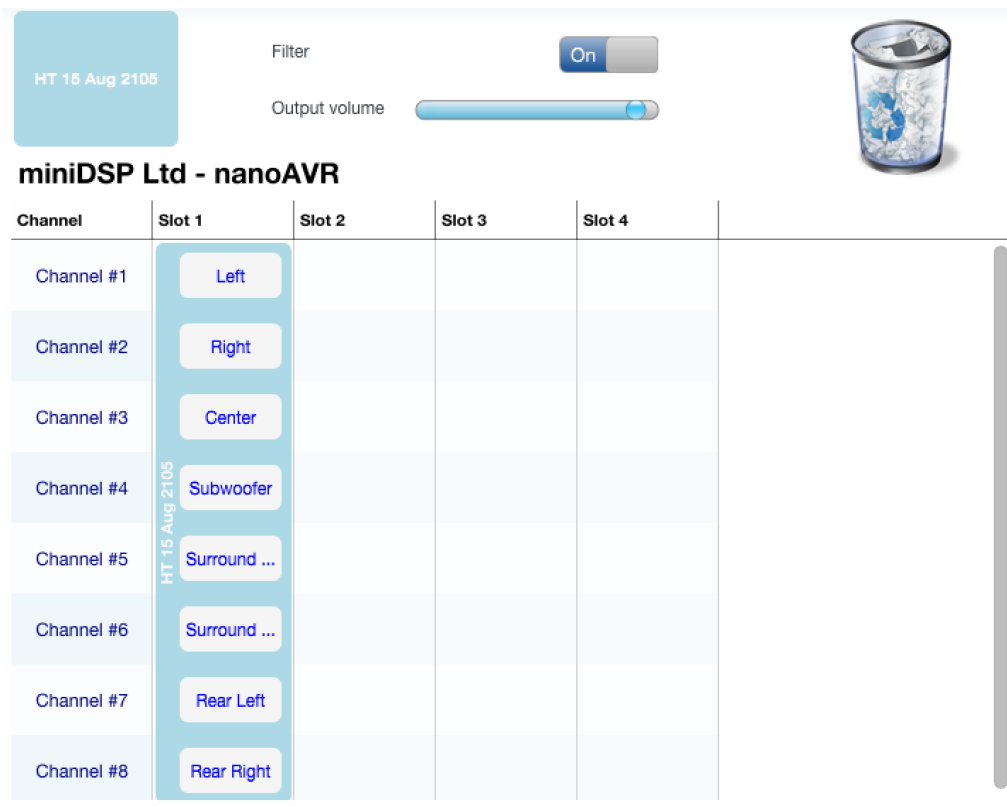 HT 15 Aug 2105
Filter
On
Output volume
miniDSP Ltd - nanoAVR
Channel Slot 1 Slot 2 Slot 3 Slot 4
Channel #1 Left
Channel #2 Right
Channel #3 Center
Channel #4 Subwoofer
HT 15 Aug 2105
Channel #5 Surround ...
Channel #6 Surround ...
Channel #7 Rear Left
Channel #8 Rear Right